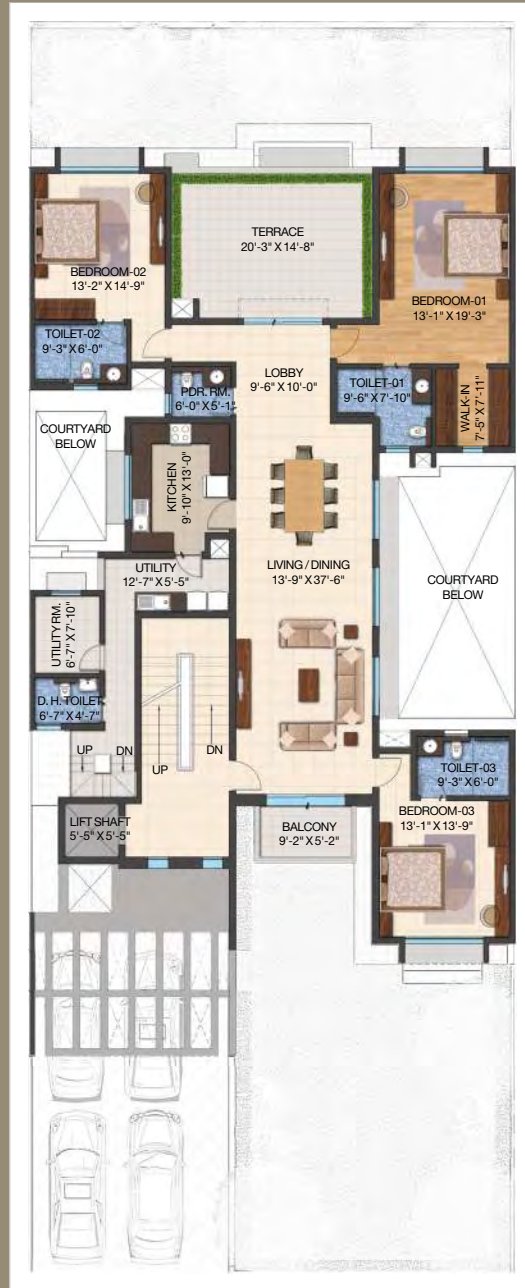 TERRACE
20'-3" X 14'-8"
BEDROOM-02
13'-2" X 14'-9"
BEDROOM-01
13'-1" X 19'-3"
TOILET-02
9'-3" X 6'-0"
LOBBY
9'-6" X 10'-0"
PDR. RM.
6'-0" X 5'-1
TOILET-01
9'-6" X 7'-10"
WALK-IN
7'-5" X 7'-11"
COURTYARD
BELOW
KITCHEN
9'-10" X 13'-0"
UTILITY
12'-7" X 5'-5"
LIVING / DINING
13'-9" X 37'-6"
COURTYARD
BELOW
UTILITY RM.
6'-7" X 7'-10"
D. H. TOILET
6'-7" X 4'-7"
UP
DN
UP
DN
TOILET-03
9'-3" X 6'-0"
LIFT SHAFT
5'-5" X 5'-5"
BALCONY
9'-2" X 5'-2"
BEDROOM-03
13'-1" X 13'-9"